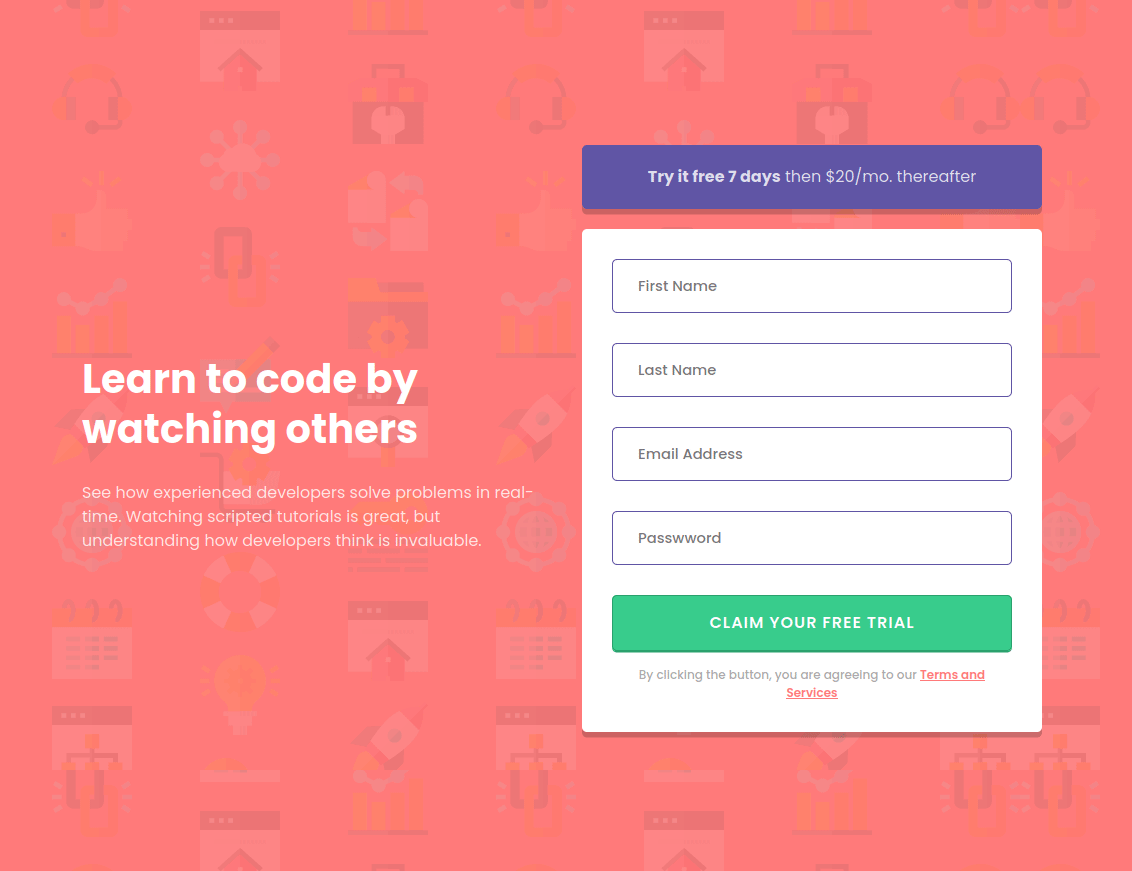 Learn to code by
watching others
See how experienced developers solve problems in real-
time. Watching scripted tutorials is great, but
understanding how developers think is invaluable.
Try it free 7 days then $20/mo. thereafter
First Name
Last Name
Email Address
Passwword
CLAIM YOUR FREE TRIAL
By clicking the button, you are agreeing to our Terms and
Services